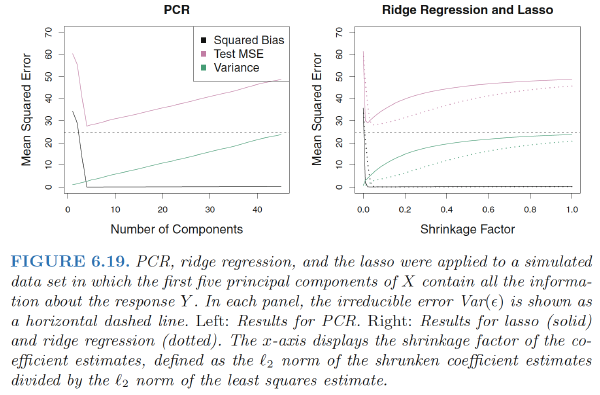 PCR
Mean Squared Error
0 10 20 30 40 50 60 70
Squared Bias
Test MSE
Variance
0 10 20 30 40
Number of Components
Ridge Regression and Lasso
Mean Squared Error
0 10 20 30 40 50 60 70
0.0 0.2 0.4 0.6 0.8 1.0
Shrinkage Factor
FIGURE 6.19. PCR, ridge regression, and the lasso were applied to a simulated
data set in which the first five principal components of X contain all the informa-
tion about the response Y. In each panel, the irreducible error Var(ϵ) is shown as
a horizontal dashed line. Left: Results for PCR. Right: Results for lasso (solid)
and ridge regression (dotted). The x-axis displays the shrinkage factor of the co-
efficient estimates, defined as the ℓ2 norm of the shrunken coefficient estimates
divided by the ℓ2 norm of the least squares estimate.